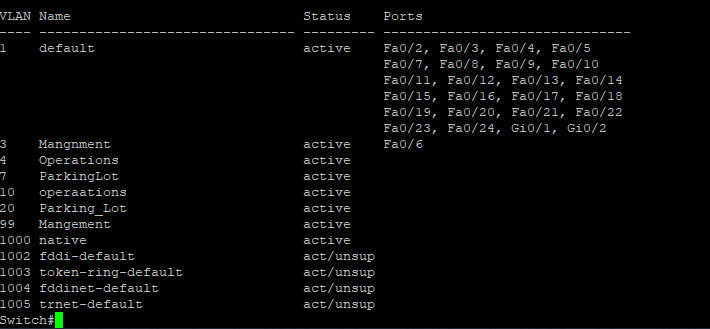 VLAN Name                             Status    Ports
---- -------------------------------- --------- -------------------------------
1    default                          active    Fa0/2, Fa0/3, Fa0/4, Fa0/5
                                                Fa0/7, Fa0/8, Fa0/9, Fa0/10
                                                Fa0/11, Fa0/12, Fa0/13, Fa0/14
                                                Fa0/15, Fa0/16, Fa0/17, Fa0/18
                                                Fa0/19, Fa0/20, Fa0/21, Fa0/22
                                                Fa0/23, Fa0/24, Gi0/1, Gi0/2
3    Mangnment                        active    Fa0/6
4    Operations                       active
7    ParkingLot                       active
10   operaations                      active
20   Parking_Lot                      active
99   Mangement                        active
1000 native                           active
1002 fddi-default                     act/unsup
1003 token-ring-default               act/unsup
1004 fddinet-default                  act/unsup
1005 trnet-default                    act/unsup
Switch#